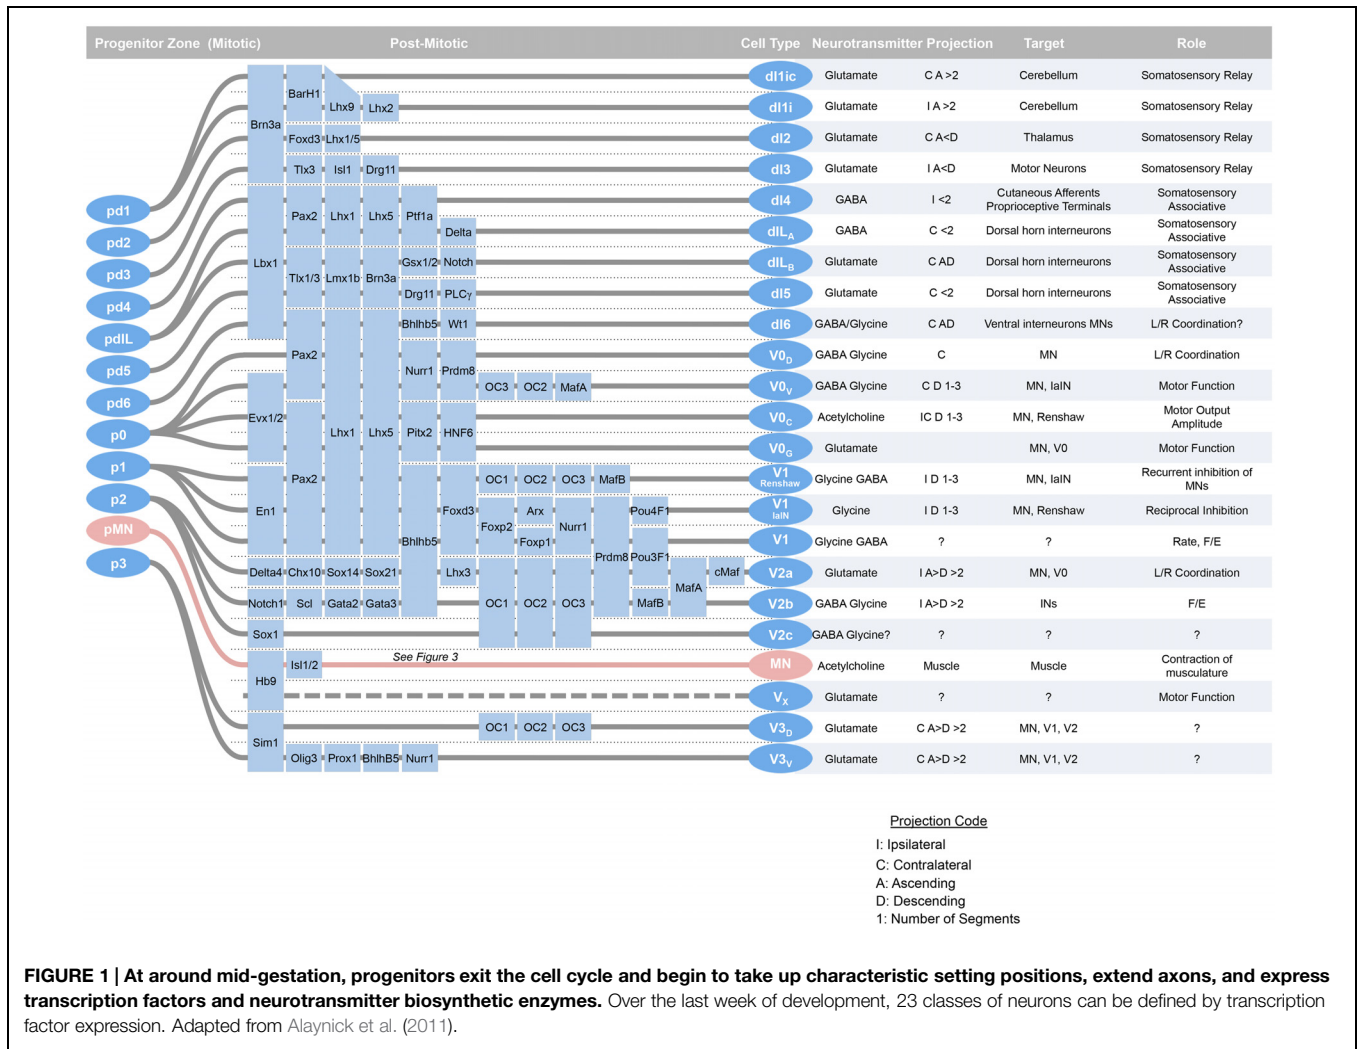 Progenitor Zone (Mitotic) Post-Mitotic Cell Type Neurotransmitter Projection Target Role
pd1
pd2
pd3
pd4
pdIL
pd5
pd6
p0
p1
p2
pMN
p3
Brn3a
BarH1
Lhx9
Lhx2
Foxd3
Lhx1/5
Tlx3
Isl1
Drg11
Lbx1
Pax2
Lhx1
Lhx5
Ptf1a
Delta
Tlx1/3
Lmx1b
Brn3a
Gsx1/2
Notch
Drg11
PLCγ
Pax2
Bhlhb5
Wt1
Nurr1
Prdm8
OC3
OC2
MafA
Evx1/2
Lhx1
Lhx5
Pitx2
HNF6
Pax2
En1
OC1
OC2
OC3
MafB
Foxd3
Foxp2
Arx
Foxp1
Nurr1
Pou4F1
Bhlhb5
Prdm8
Pou3F1
Delta4
Chx10
Sox14
Sox21
Lhx3
MafA
cMaf
Notch1
Scl
Gata2
Gata3
OC1
OC2
OC3
MafB
Sox1
Hb9
Isl1/2
See Figure 3
Sim1
OC1
OC2
OC3
Olig3
Prox1
BhlhB5
Nurr1
dI1ic Glutamate C A >2 Cerebellum Somatosensory Relay
dI1i Glutamate I A >2 Cerebellum Somatosensory Relay
dI2 Glutamate C A<D Thalamus Somatosensory Relay
dI3 Glutamate I A<D Motor Neurons Somatosensory Relay
dI4 GABA I <2 Cutaneous Afferents Proprioceptive Terminals Somatosensory Associative
dILA GABA C <2 Dorsal horn interneurons Somatosensory Associative
dILB Glutamate C AD Dorsal horn interneurons Somatosensory Associative
dI5 Glutamate C <2 Dorsal horn interneurons Somatosensory Associative
dI6 GABA/Glycine C AD Ventral interneurons MNs L/R Coordination?
V0D GABA Glycine C MN L/R Coordination
V0V GABA Glycine C D 1-3 MN, IaIN Motor Function
V0C Acetylcholine IC D 1-3 MN, Renshaw Motor Output Amplitude
V0G Glutamate MN, V0 Motor Function
V1 Renshaw Glycine GABA I D 1-3 MN, IaIN Recurrent inhibition of MNs
V1 IaIN Glycine I D 1-3 MN, Renshaw Reciprocal Inhibition
V1 Glycine GABA ? ? Rate, F/E
V2a Glutamate I A>D >2 MN, V0 L/R Coordination
V2b GABA Glycine I A>D >2 INs F/E
V2c GABA Glycine? ? ? ?
MN Acetylcholine Muscle Muscle Contraction of musculature
VX Glutamate ? ? Motor Function
V3D Glutamate C A>D >2 MN, V1, V2 ?
V3V Glutamate C A>D >2 MN, V1, V2 ?
Projection Code
I: Ipsilateral
C: Contralateral
A: Ascending
D: Descending
1: Number of Segments
FIGURE 1 | At around mid-gestation, progenitors exit the cell cycle and begin to take up characteristic setting positions, extend axons, and express
transcription factors and neurotransmitter biosynthetic enzymes. Over the last week of development, 23 classes of neurons can be defined by transcription
factor expression. Adapted from Alaynick et al. (2011).